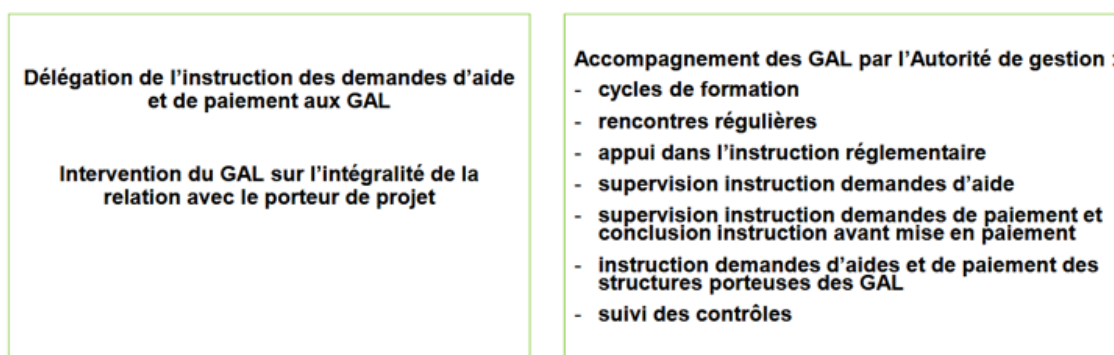 Délégation de l’instruction des demandes d’aide
et de paiement aux GAL
Intervention du GAL sur l’intégralité de la
relation avec le porteur de projet
Accompagnement des GAL par l’Autorité de gestion :
- cycles de formation
- rencontres régulières
- appui dans l’instruction réglementaire
- supervision instruction demandes d’aide
- supervision instruction demandes de paiement et
conclusion instruction avant mise en paiement
- instruction demandes d’aides et de paiement des
structures porteuses des GAL
- suivi des contrôles